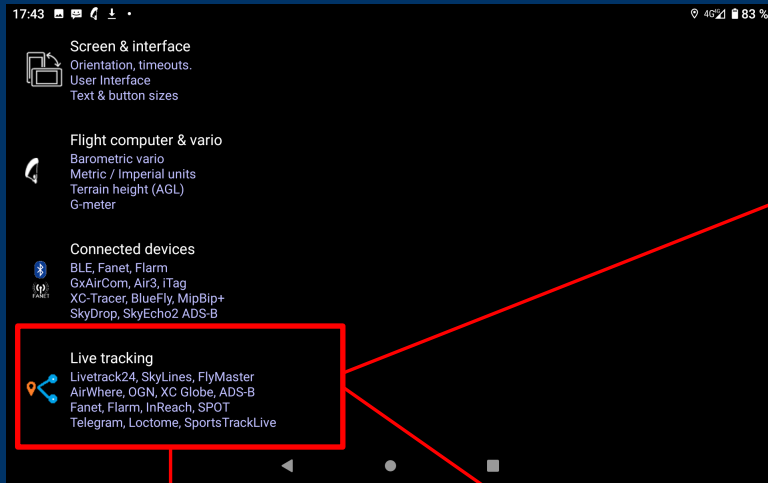 17:43 4G 83 %
Screen & interface
Orientation, timeouts.
User Interface
Text & button sizes
Flight computer & vario
Barometric vario
Metric / Imperial units
Terrain height (AGL)
G-meter
Connected devices
BLE, Fanet, Flarm
GxAirCom, Air3, iTag
XC-Tracer, BlueFly, MipBip+
SkyDrop, SkyEcho2 ADS-B
FANET
Live tracking
Livetrack24, SkyLines, FlyMaster
AirWhere, OGN, XC Globe, ADS-B
Fanet, Flarm, InReach, SPOT
Telegram, Loctome, SportsTrackLive